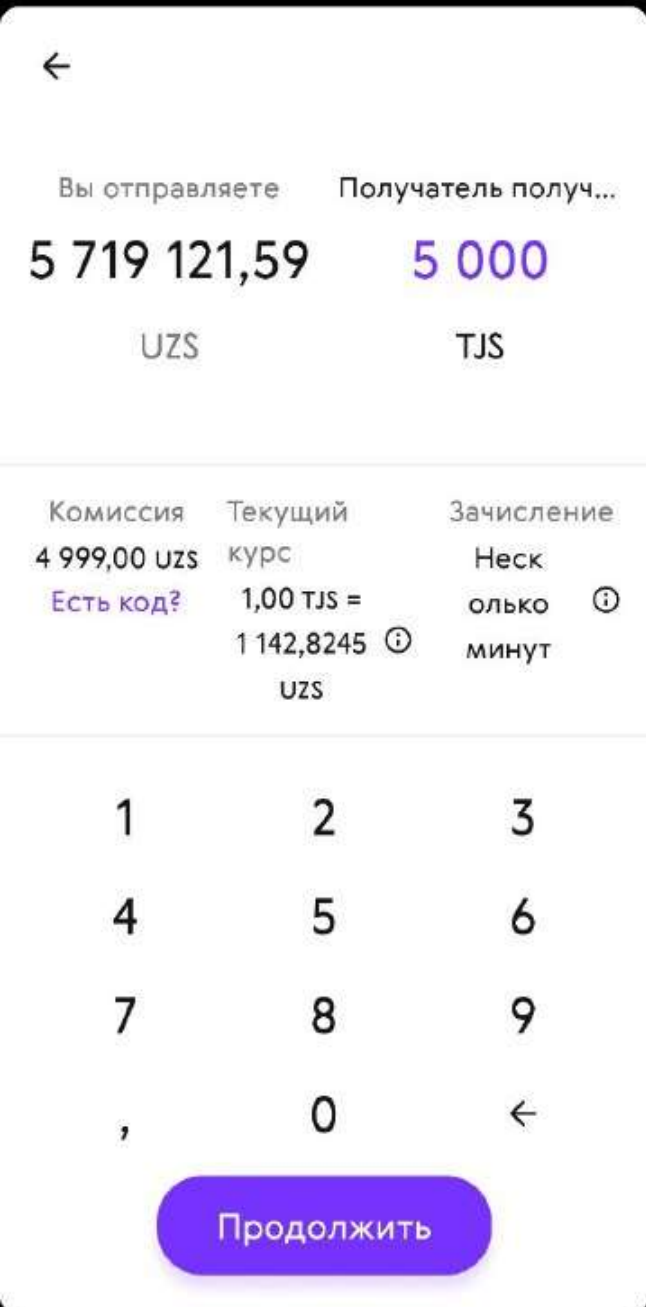 ←
Вы отправляете
Получатель получ...
5 719 121,59
5 000
UZS
TJS
Комиссия
4 999,00 UZS
Есть код?
Текущий
курс
1,00 TJS =
1 142,8245
UZS
Зачисление
Неск
олько
минут
1 2 3
4 5 6
7 8 9
, 0 ←
Продолжить